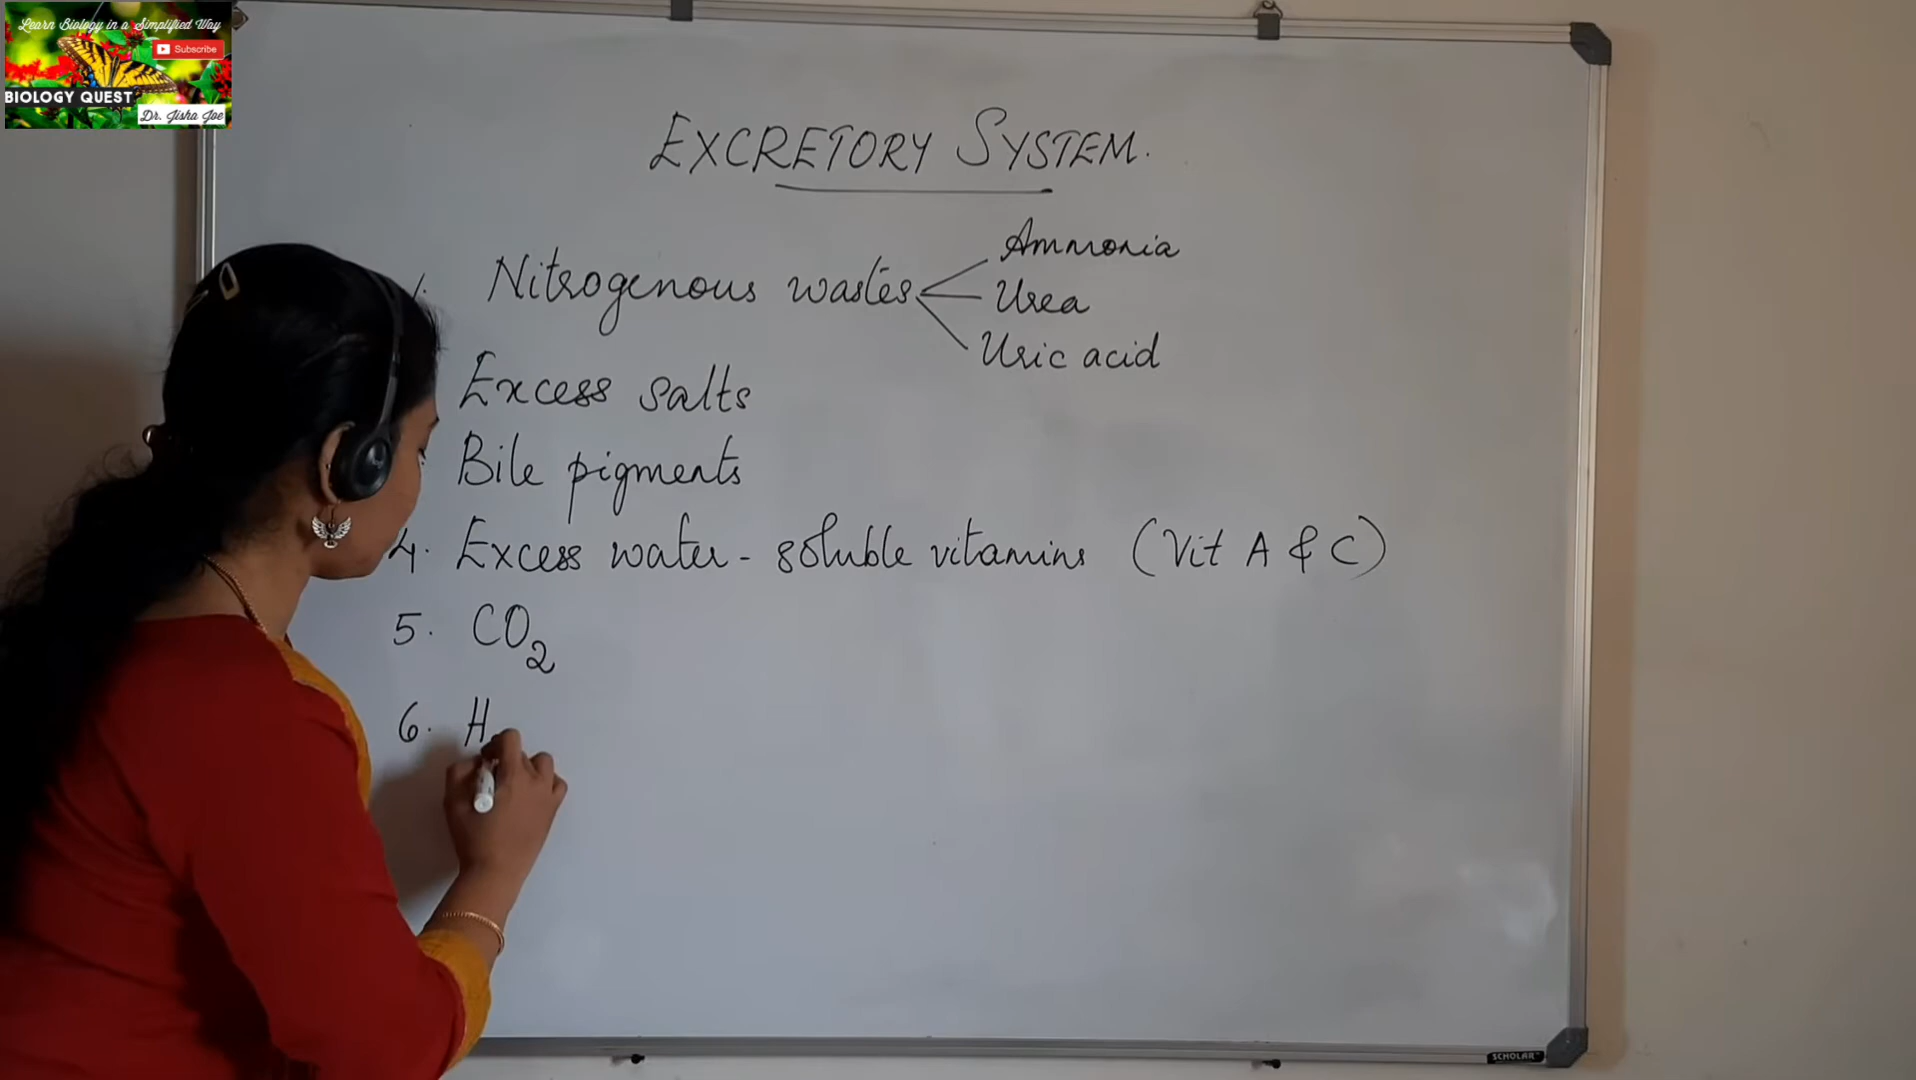 Learn Biology in a Simplified Way
Subscribe
BIOLOGY QUEST
Dr. Jisha Joe
EXCRETORY SYSTEM.
1. Nitrogenous wastes
Ammonia
Urea
Uric acid
Excess salts
Bile pigments
4. Excess water-soluble vitamins (Vit A & C)
5. CO2
6. H
SCHOLAR